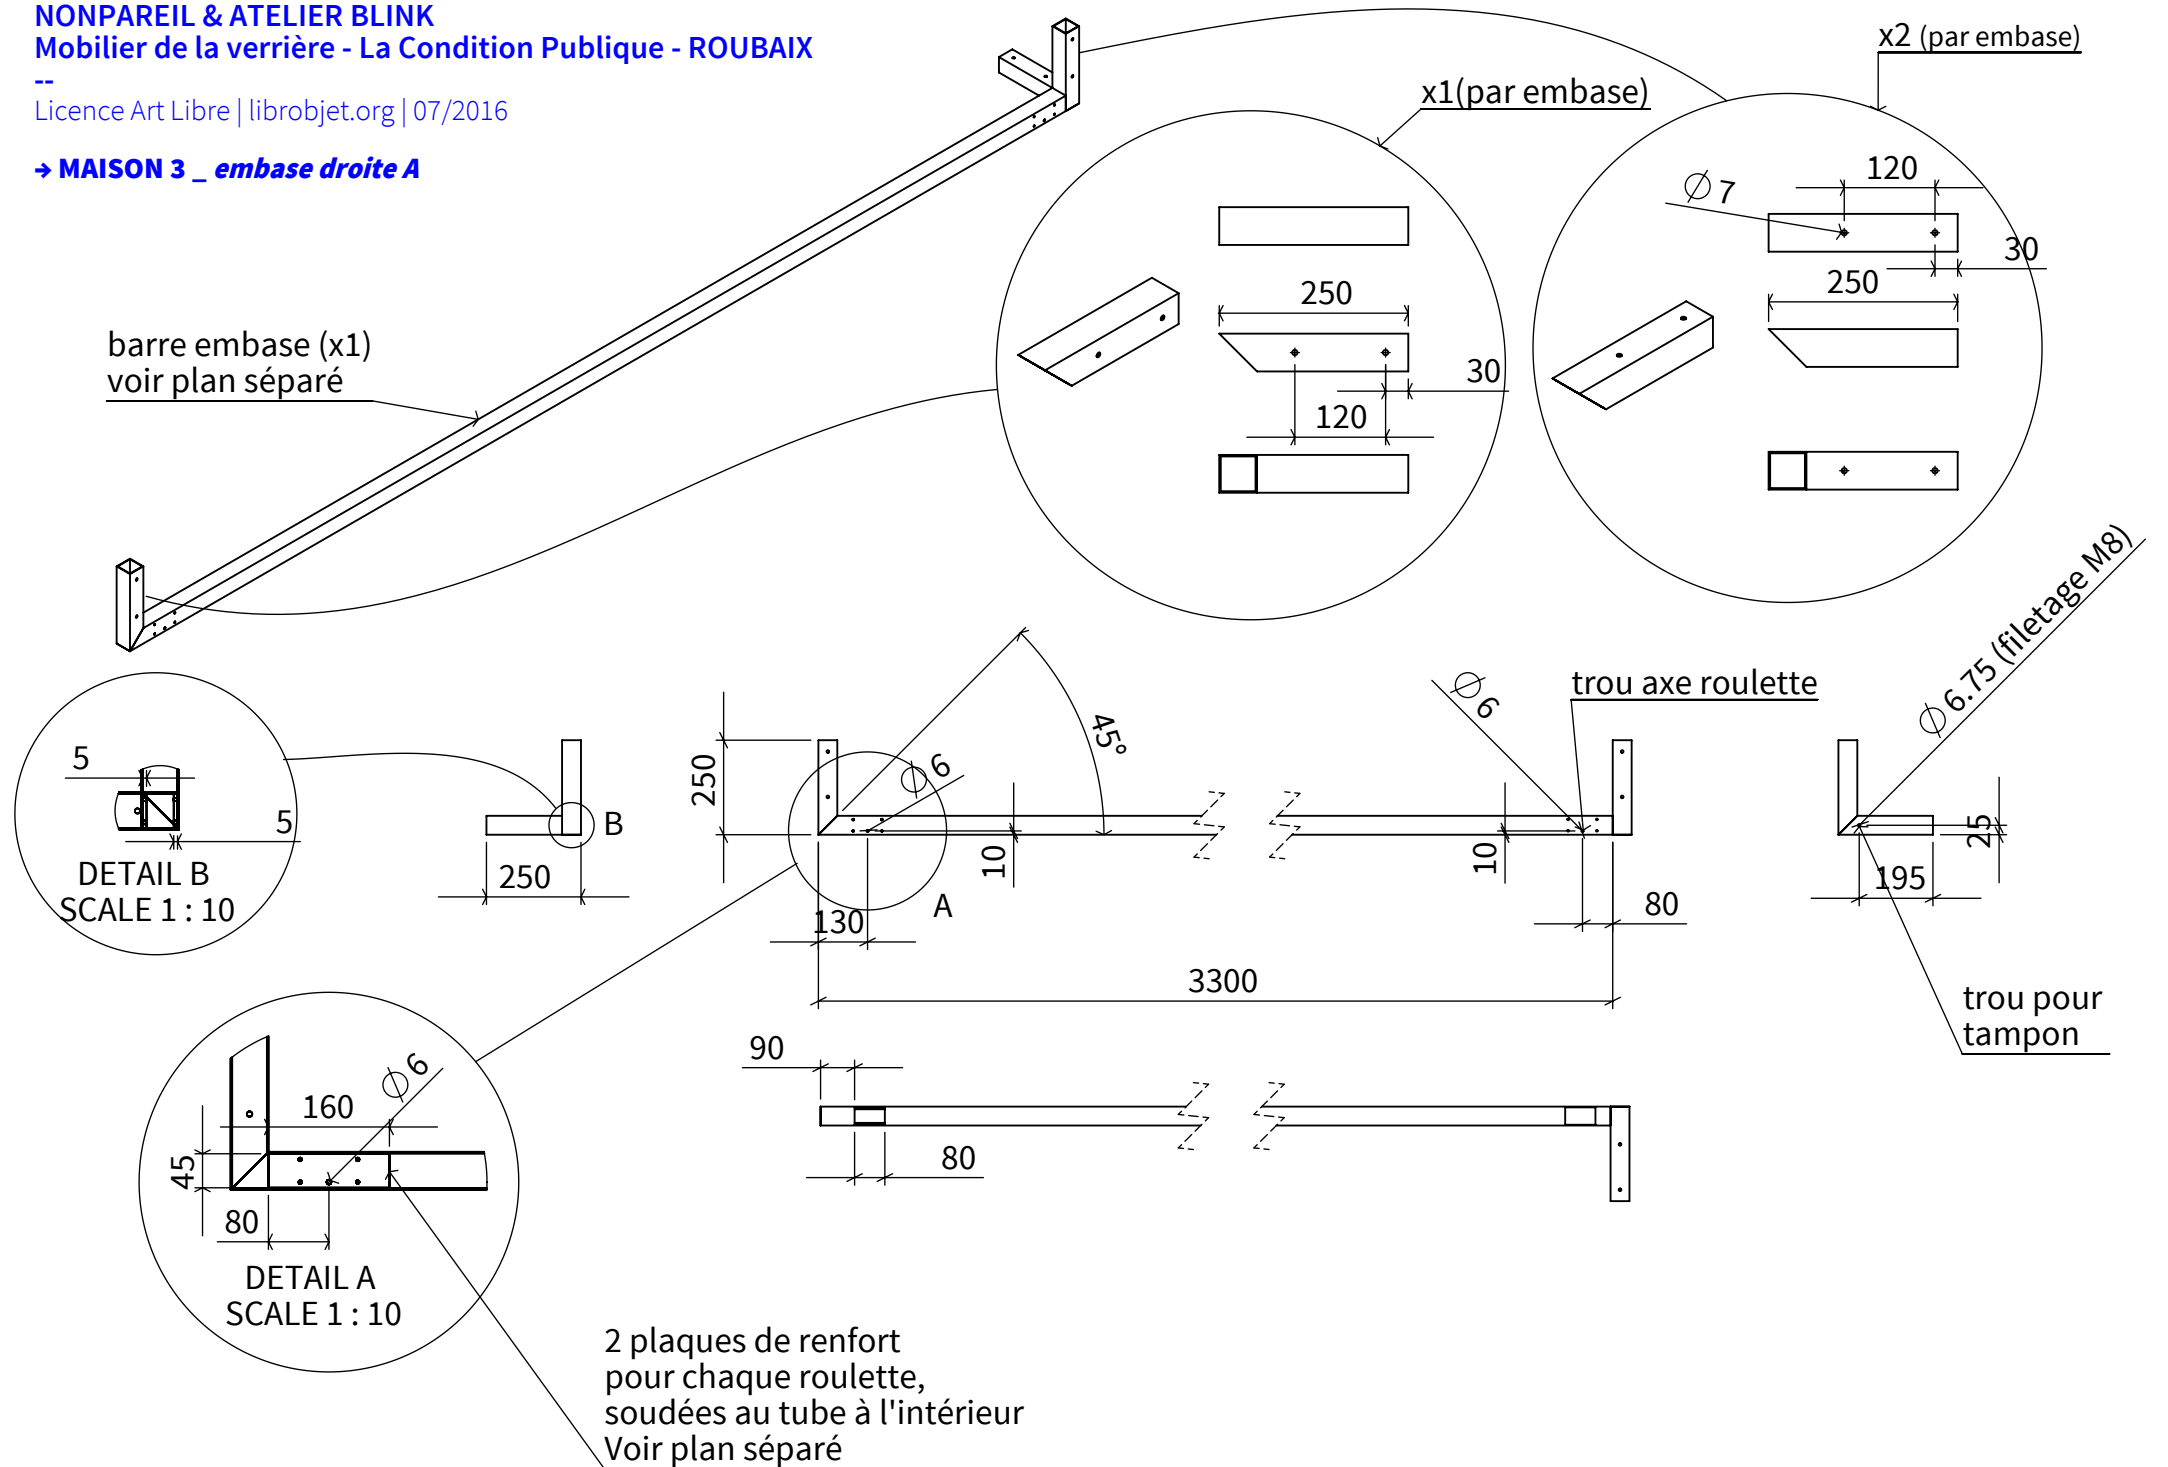 NONPAREIL & ATELIER BLINK
Mobilier de la verrière - La Condition Publique - ROUBAIX
--
Licence Art Libre | librobjet.org | 07/2016
→ MAISON 3 _ embase droite A
x2 (par embase)
x1(par embase)
barre embase (x1)
voir plan séparé
250
30
120
∅ 7
120
30
250
5
5
DETAIL B
SCALE 1 : 10
B
250
250
45°
∅ 6
10
A
130
∅ 6
trou axe roulette
10
80
3300
∅ 6.75 (filetage M8)
25
195
trou pour
tampon
90
80
∅ 6
160
45
80
DETAIL A
SCALE 1 : 10
2 plaques de renfort
pour chaque roulette,
soudées au tube à l'intérieur
Voir plan séparé